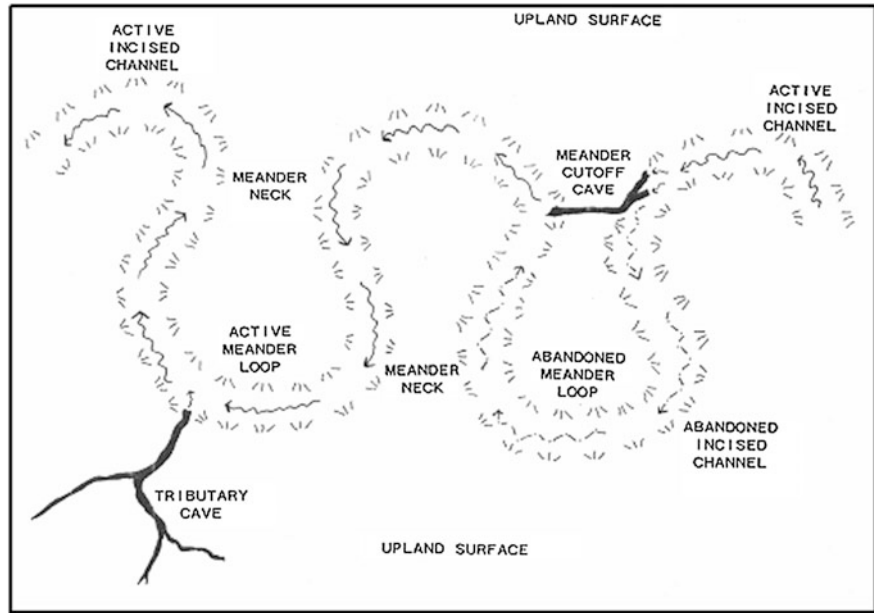 UPLAND SURFACE
ACTIVE
INCISED
CHANNEL
ACTIVE
INCISED
CHANNEL
MEANDER
CUTOFF
CAVE
MEANDER
NECK
ACTIVE
MEANDER
LOOP
MEANDER
NECK
ABANDONED
MEANDER
LOOP
ABANDONED
INCISED
CHANNEL
TRIBUTARY
CAVE
UPLAND SURFACE